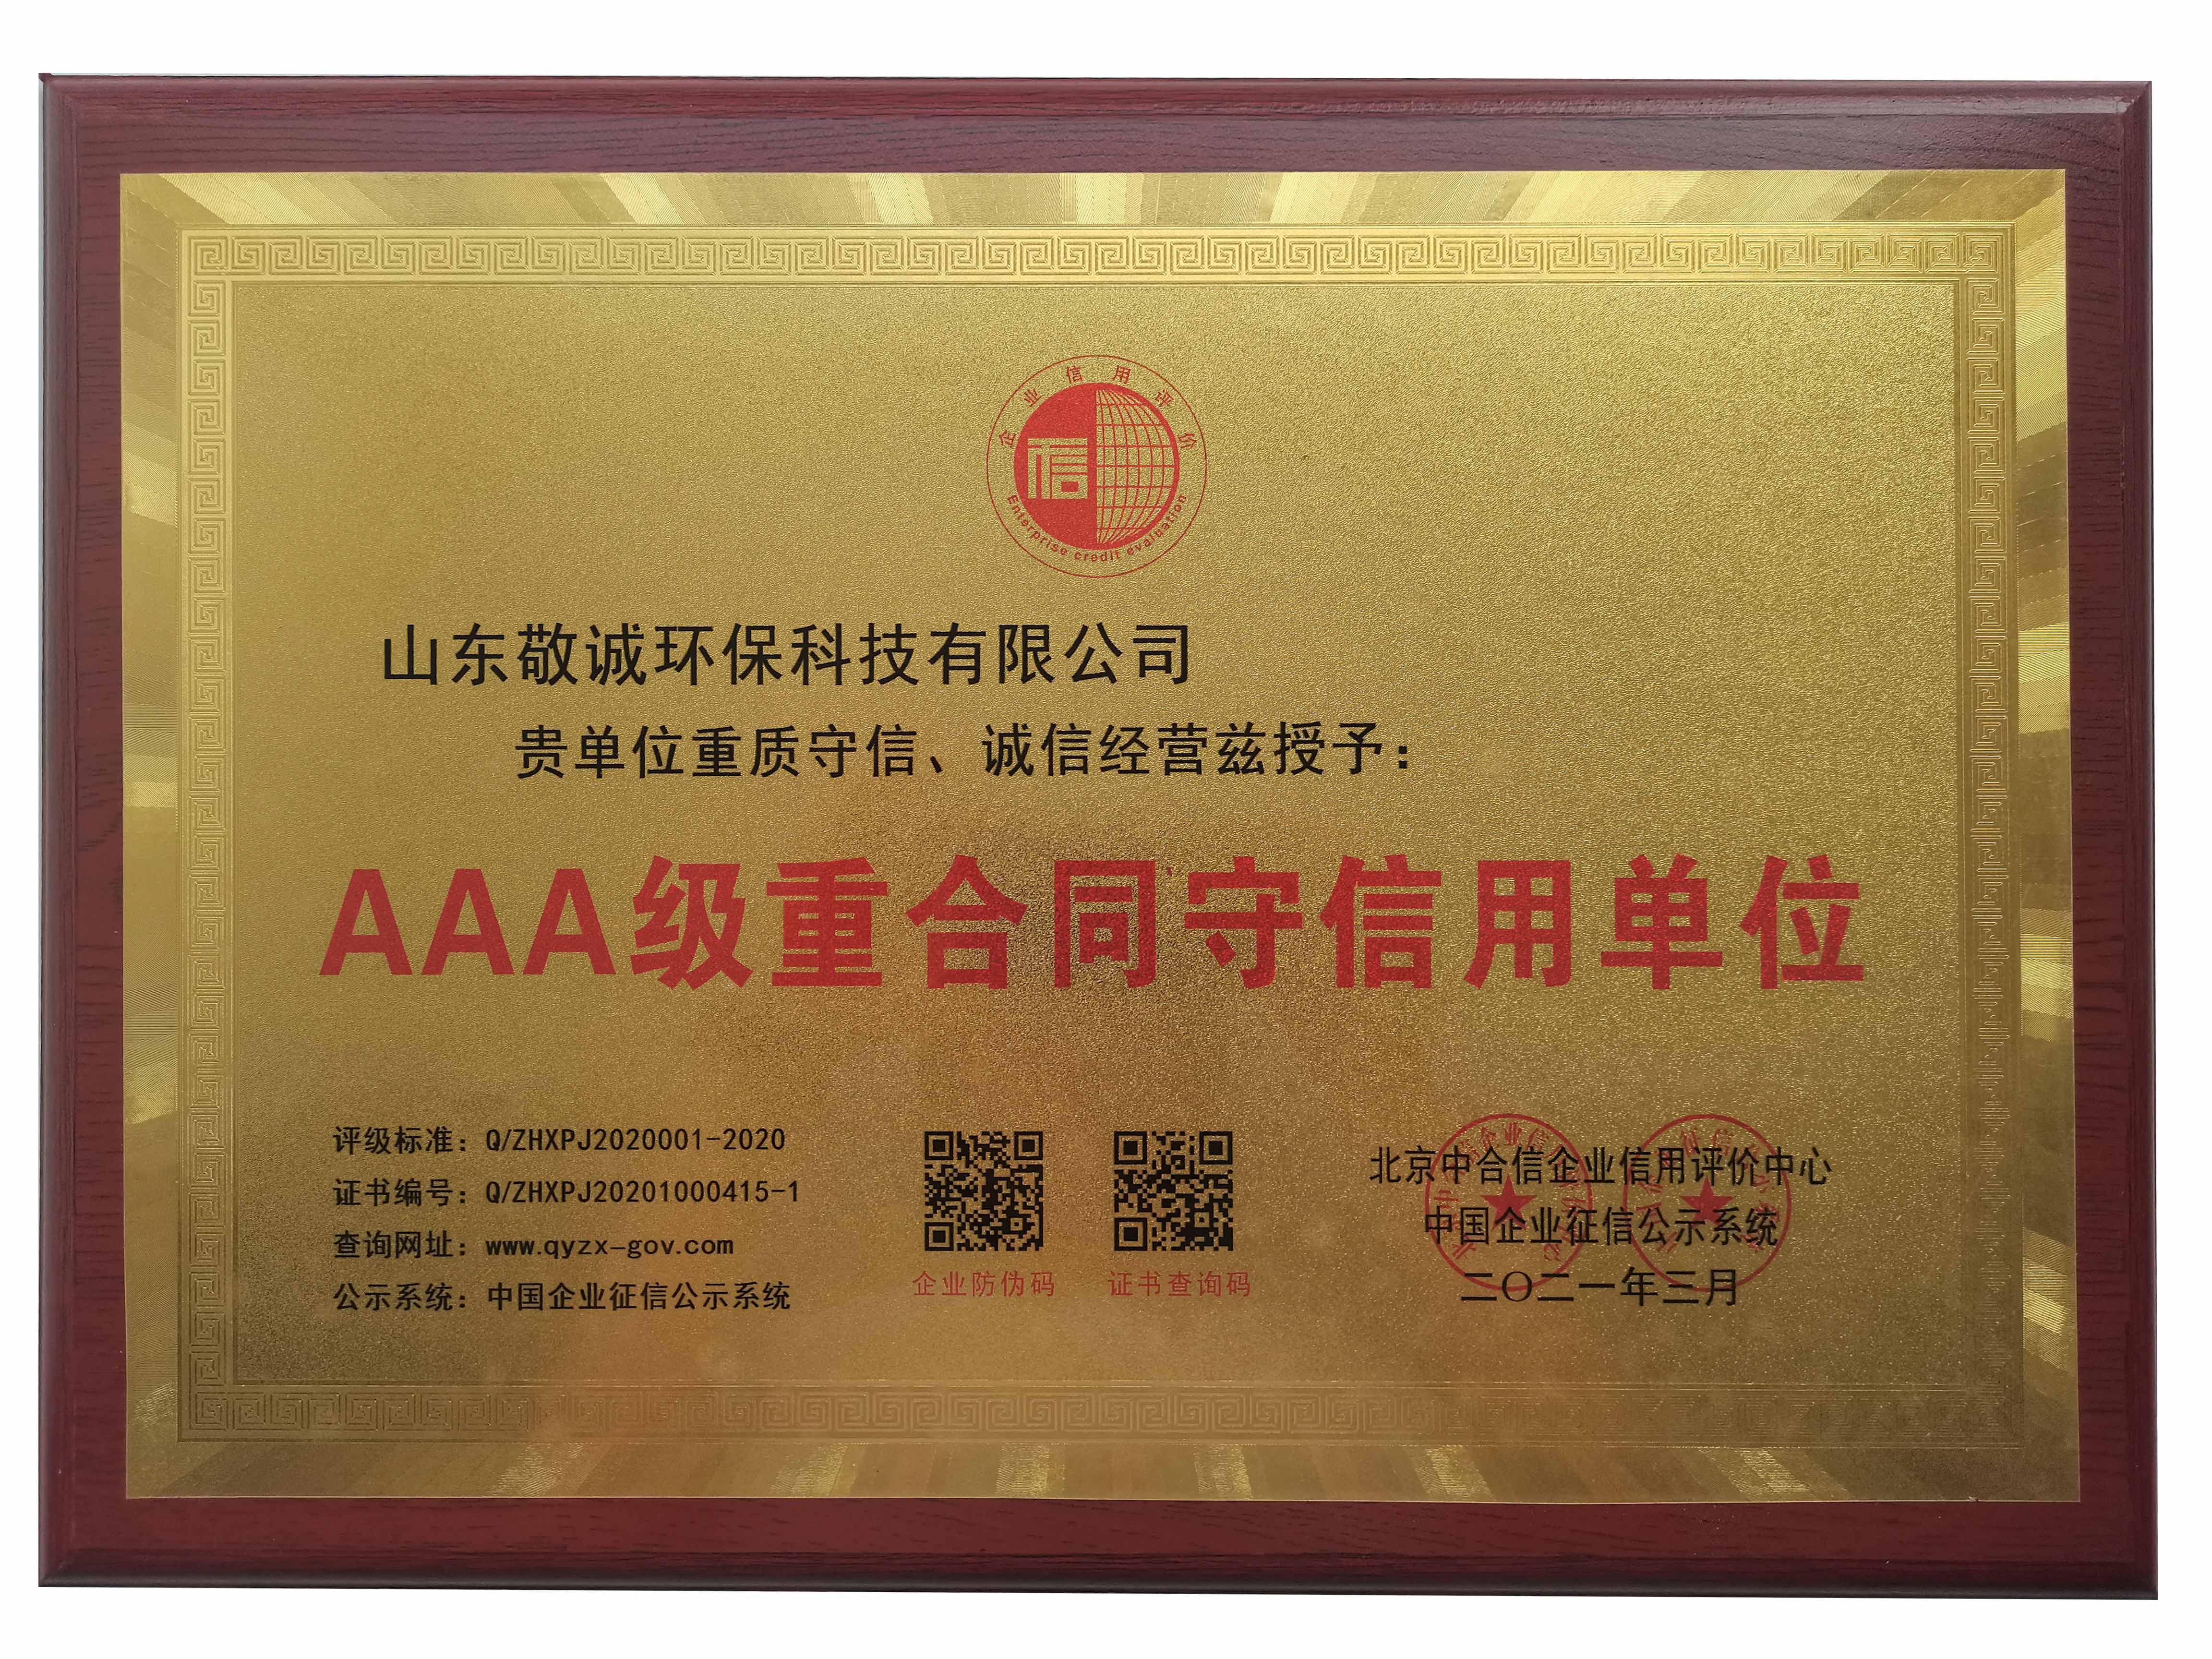 企业信用评价
信
Enterprise credit evaluation
山东敬诚环保科技有限公司
贵单位重质守信、诚信经营兹授予：
AAA级重合同守信用单位
评级标准：Q/ZHXPJ2020001-2020
证书编号：Q/ZHXPJ20201000415-1
查询网址：www.qyzx-gov.com
公示系统：中国企业征信公示系统
企业防伪码
证书查询码
北京中合信企业信用评价中心
中国企业征信公示系统
二〇二一年三月